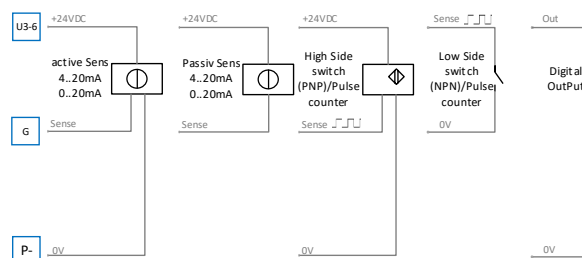 U3-6
+24VDC
+24VDC
+24VDC
Sense
Out
active Sens
4..20mA
0..20mA
Passiv Sens
4..20mA
0..20mA
High Side
switch
(PNP)/Pulse
counter
Low Side
switch
(NPN)/Pulse
counter
Digital
OutPut
G
Sense
Sense
Sense
0V
P-
0V
0V
0V